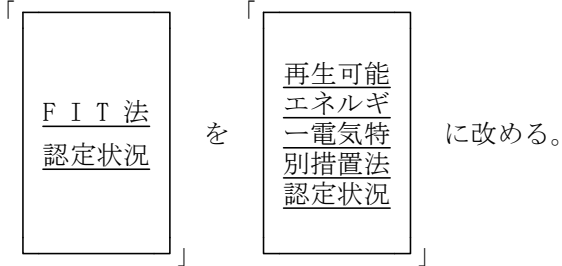 「
ＦＩＴ法
認定状況
」
を
「
再生可能
エネルギ
ー電気特
別措置法
認定状況
」
に改める。